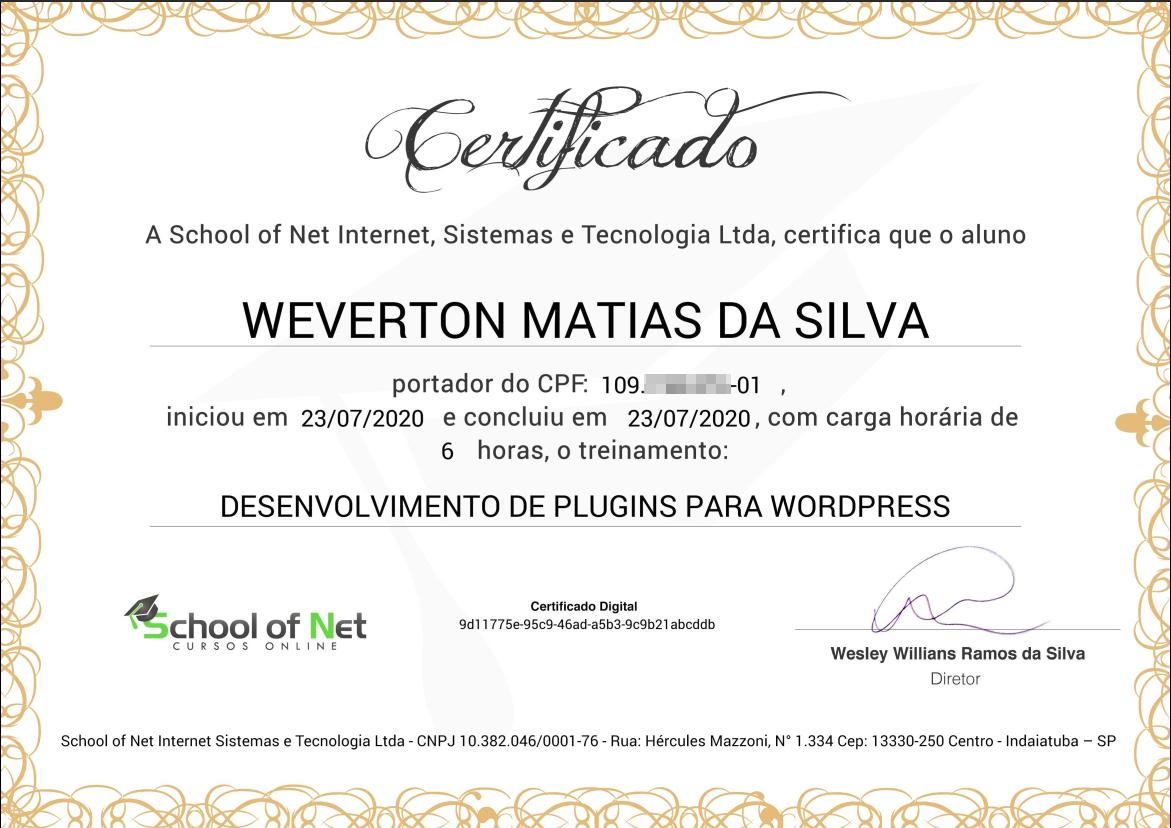 Certificado
A School of Net Internet, Sistemas e Tecnologia Ltda, certifica que o aluno
WEVERTON MATIAS DA SILVA
portador do CPF: 109. -01 ,
iniciou em 23/07/2020 e concluiu em 23/07/2020, com carga horária de
6 horas, o treinamento:
DESENVOLVIMENTO DE PLUGINS PARA WORDPRESS
School of Net
CURSOS ONLINE
Certificado Digital
9d11775e-95c9-46ad-a5b3-9c9b21abcddb
Wesley Willians Ramos da Silva
Diretor
School of Net Internet Sistemas e Tecnologia Ltda - CNPJ 10.382.046/0001-76 - Rua: Hércules Mazzoni, N° 1.334 Cep: 13330-250 Centro - Indaiatuba – SP